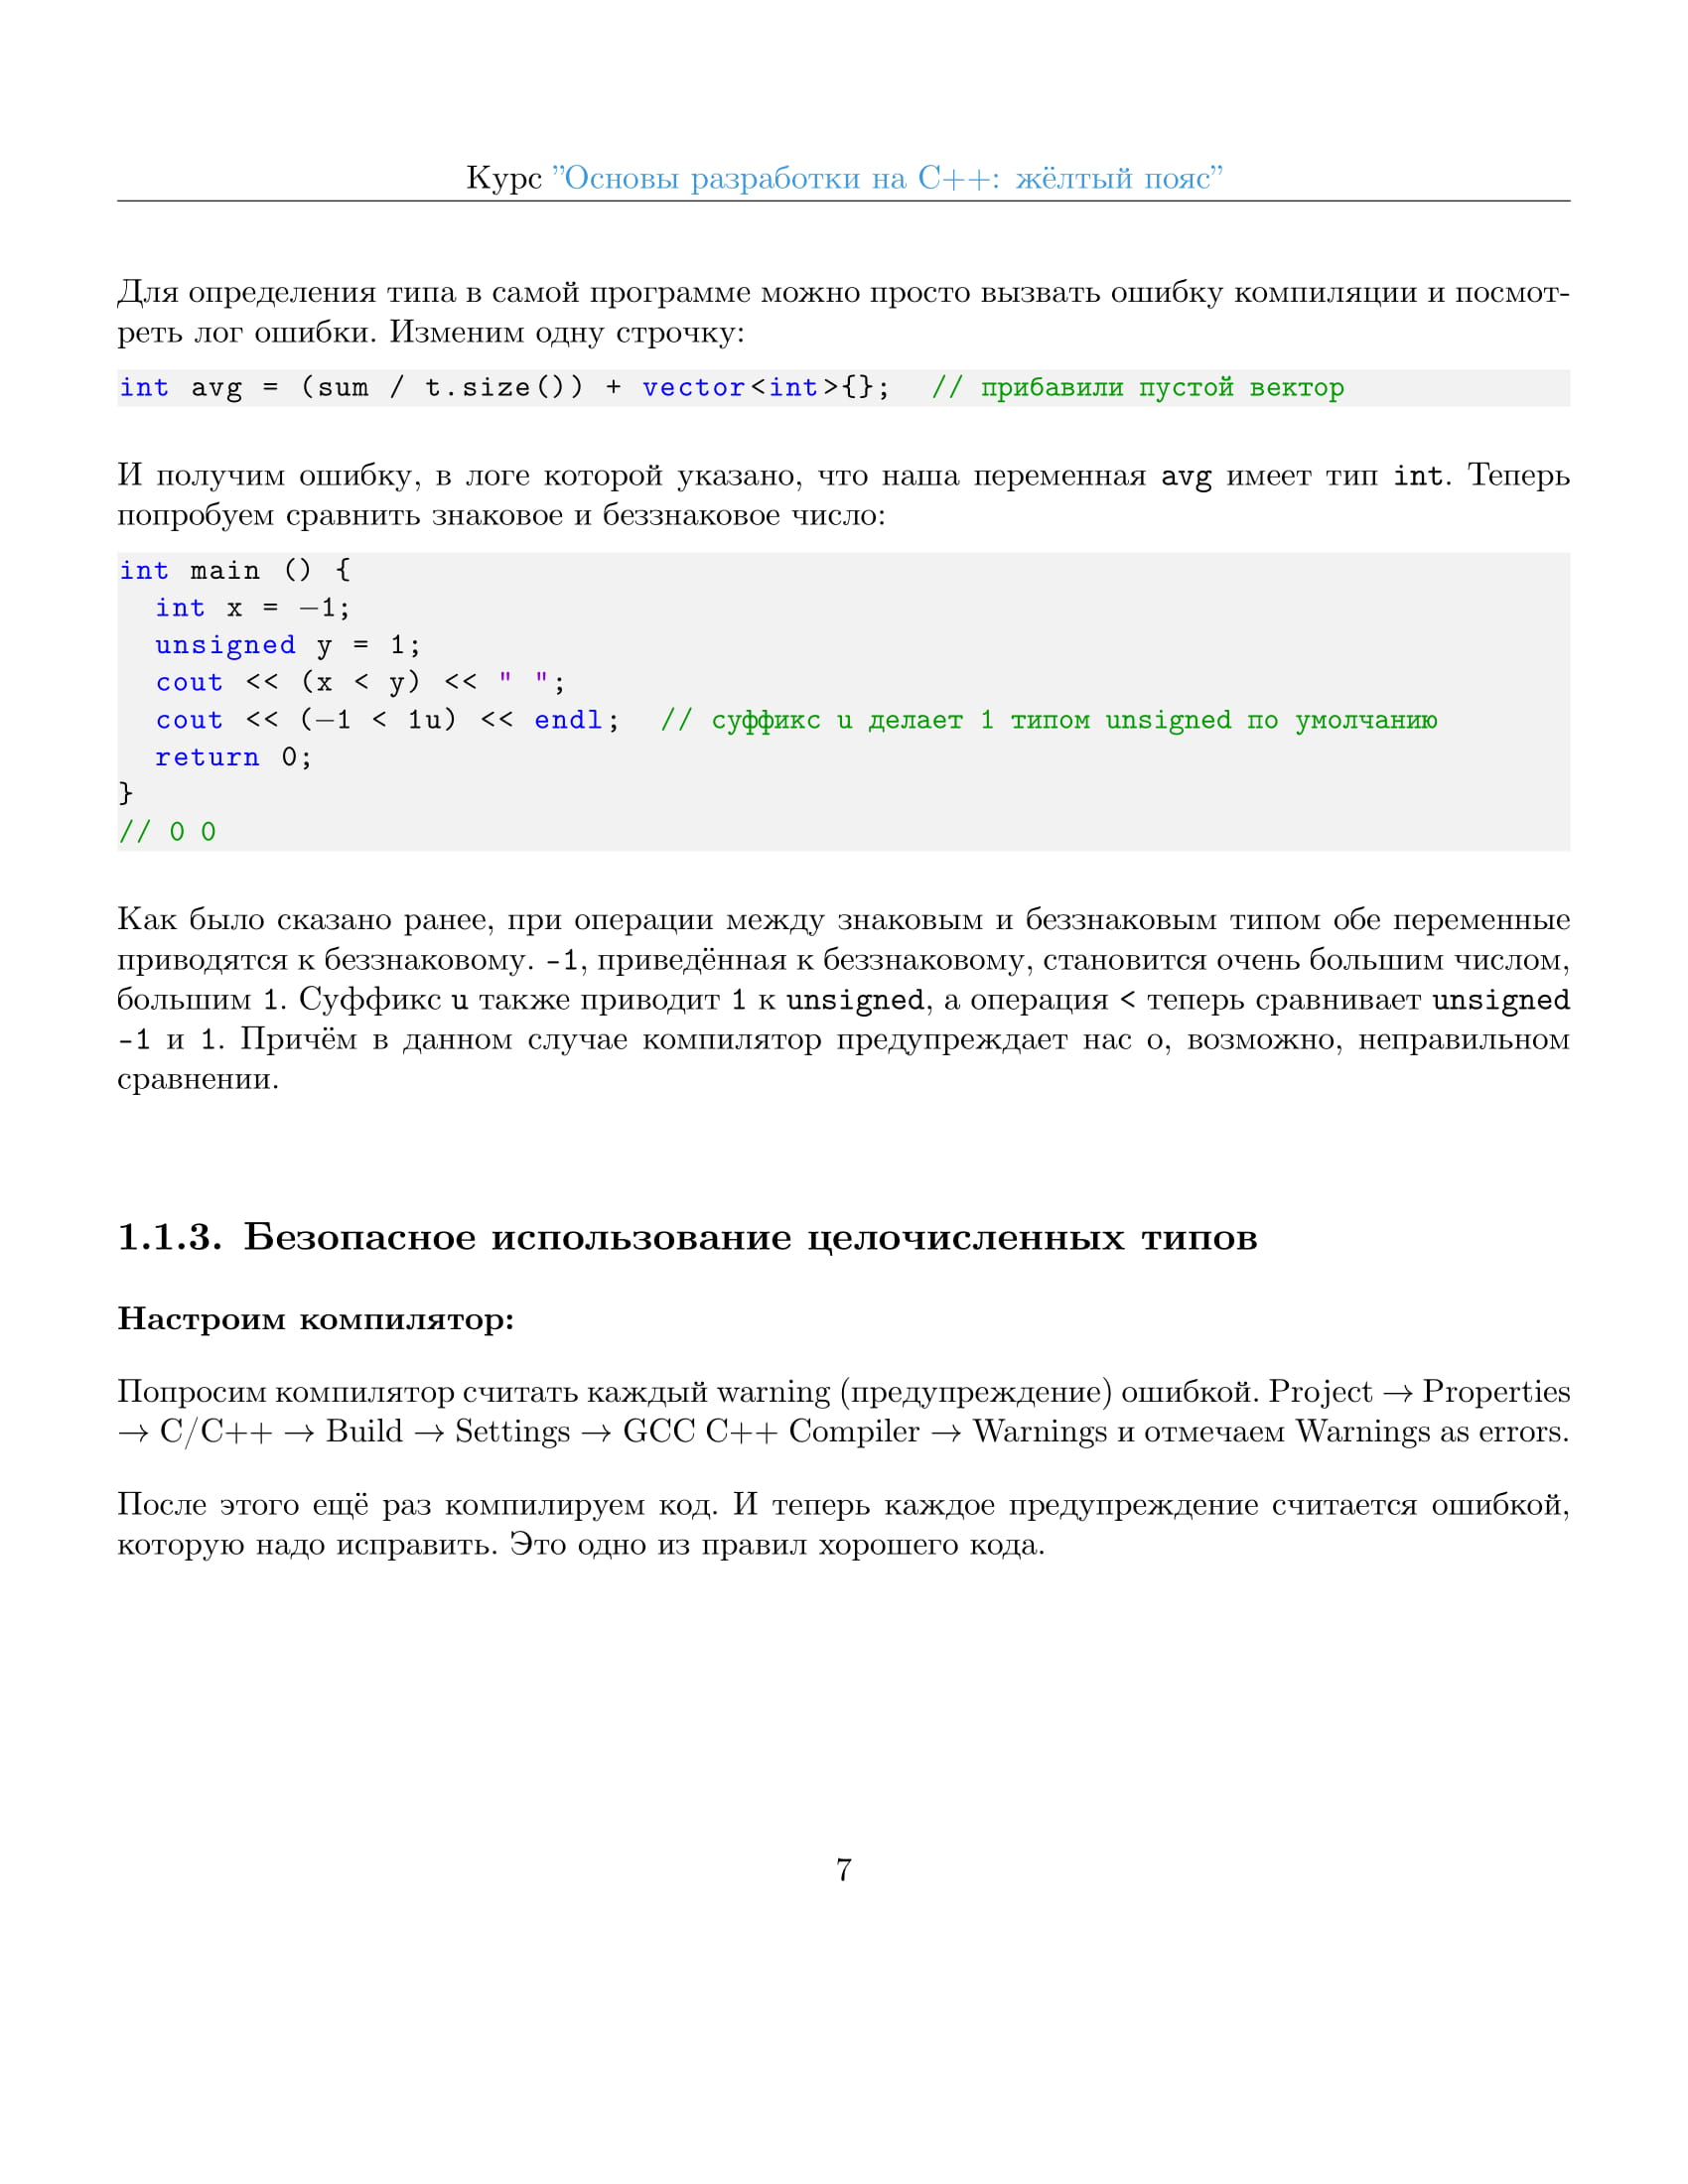 Курс ”Основы разработки на C++: жёлтый пояс”
Для определения типа в самой программе можно просто вызвать ошибку компиляции и посмот-
реть лог ошибки. Изменим одну строчку:
int avg = (sum / t.size()) + vector<int>{};  // прибавили пустой вектор
И получим ошибку, в логе которой указано, что наша переменная avg имеет тип int. Теперь
попробуем сравнить знаковое и беззнаковое число:
int main () {
  int x = −1;
  unsigned y = 1;
  cout << (x < y) << " ";
  cout << (−1 < 1u) << endl;  // суффикс u делает 1 типом unsigned по умолчанию
  return 0;
}
// 0 0
Как было сказано ранее, при операции между знаковым и беззнаковым типом обе переменные
приводятся к беззнаковому. -1, приведённая к беззнаковому, становится очень большим числом,
большим 1. Суффикс u также приводит 1 к unsigned, а операция < теперь сравнивает unsigned
-1 и 1. Причём в данном случае компилятор предупреждает нас о, возможно, неправильном
сравнении.
1.1.3. Безопасное использование целочисленных типов
Настроим компилятор:
Попросим компилятор считать каждый warning (предупреждение) ошибкой. Project → Properties
→ C/C++ → Build → Settings → GCC C++ Compiler → Warnings и отмечаем Warnings as errors.
После этого ещё раз компилируем код. И теперь каждое предупреждение считается ошибкой,
которую надо исправить. Это одно из правил хорошего кода.
7